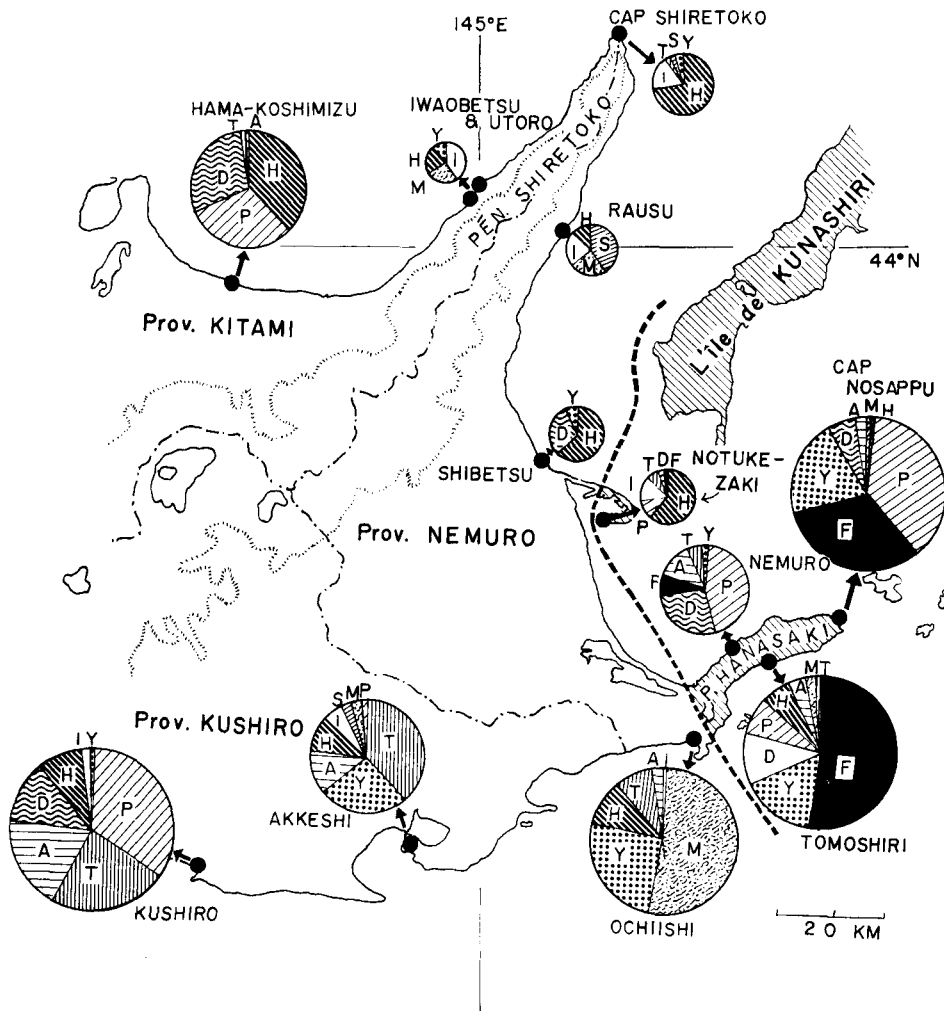 145°E
CAP SHIRETOKO
T S Y
I H
HAMA-KOSHIMIZU
T A
D H
P
IWAOBETSU
& UTORO
Y
H I
M
PEN SHIRETOKO
RAUSU
H
I S
M
44°N
L'île de KUNASHIRI
Prov. KITAMI
CAP
NOSAPPU
A M H
D
Y P
F
Y
D H
SHIBETSU
T D F
I H
P
NOTUKE-
ZAKI
Prov. NEMURO
T Y
A
F P
D
NEMURO
P HANASAKI
Prov. KUSHIRO
S M P
I
H T
A
Y
AKKESHI
I Y
H
D P
A
T
KUSHIRO
A I
T
H
M
Y
OCHIISHI
M T
A
H
P
D F
Y
TOMOSHIRI
20 KM